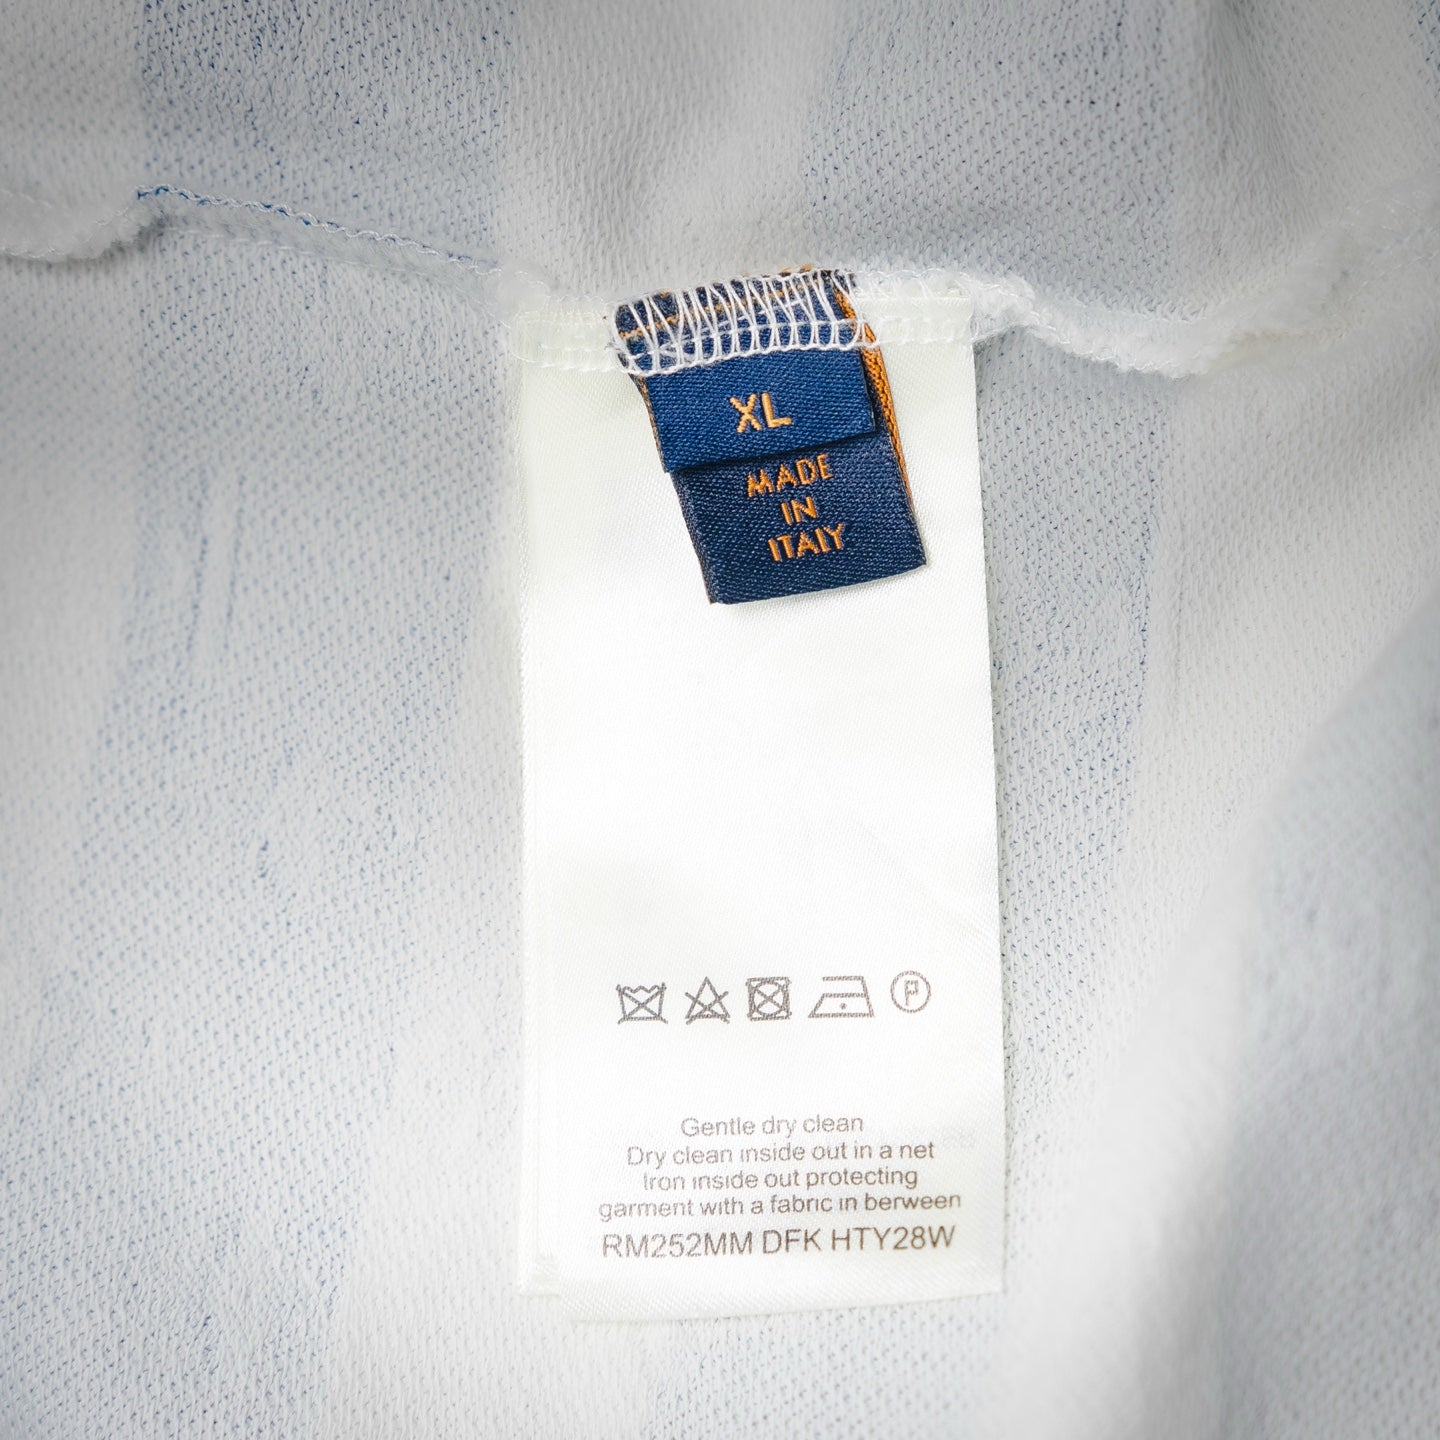 XL
MADE
IN
ITALY
P
Gentle dry clean
Dry clean inside out in a net
Iron inside out protecting
garment with a fabric in berween
RM252MM DFK HTY28W